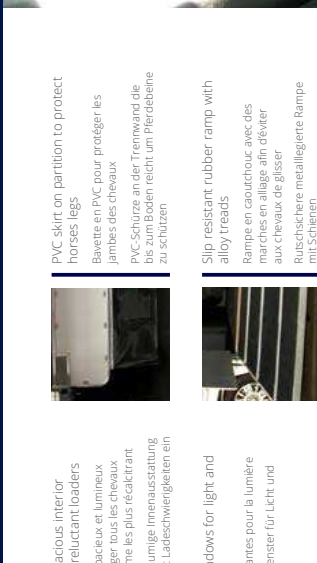 PVC skirt on partition to protect
horses legs
Bavette en PVC pour protéger les
jambes des chevaux
PVC-Schürze an der Trennwand die
bis zum Boden reicht um Pferdebeine
zu schützen
Slip resistant rubber ramp with
alloy treads
Rampe en caoutchouc avec des
marches en alliage afin d'éviter
aux chevaux de glisser
Rutschsichere metalllegierte Rampe
mit Schienen
acious interior
reluctant loaders
pacieux et lumineux
ger tous les chevaux
me les plus récalcitrant
umige Innenausstattung
t Ladeschwierigkeiten ein
ndows for light and
antes pour la lumière
enster für Licht und